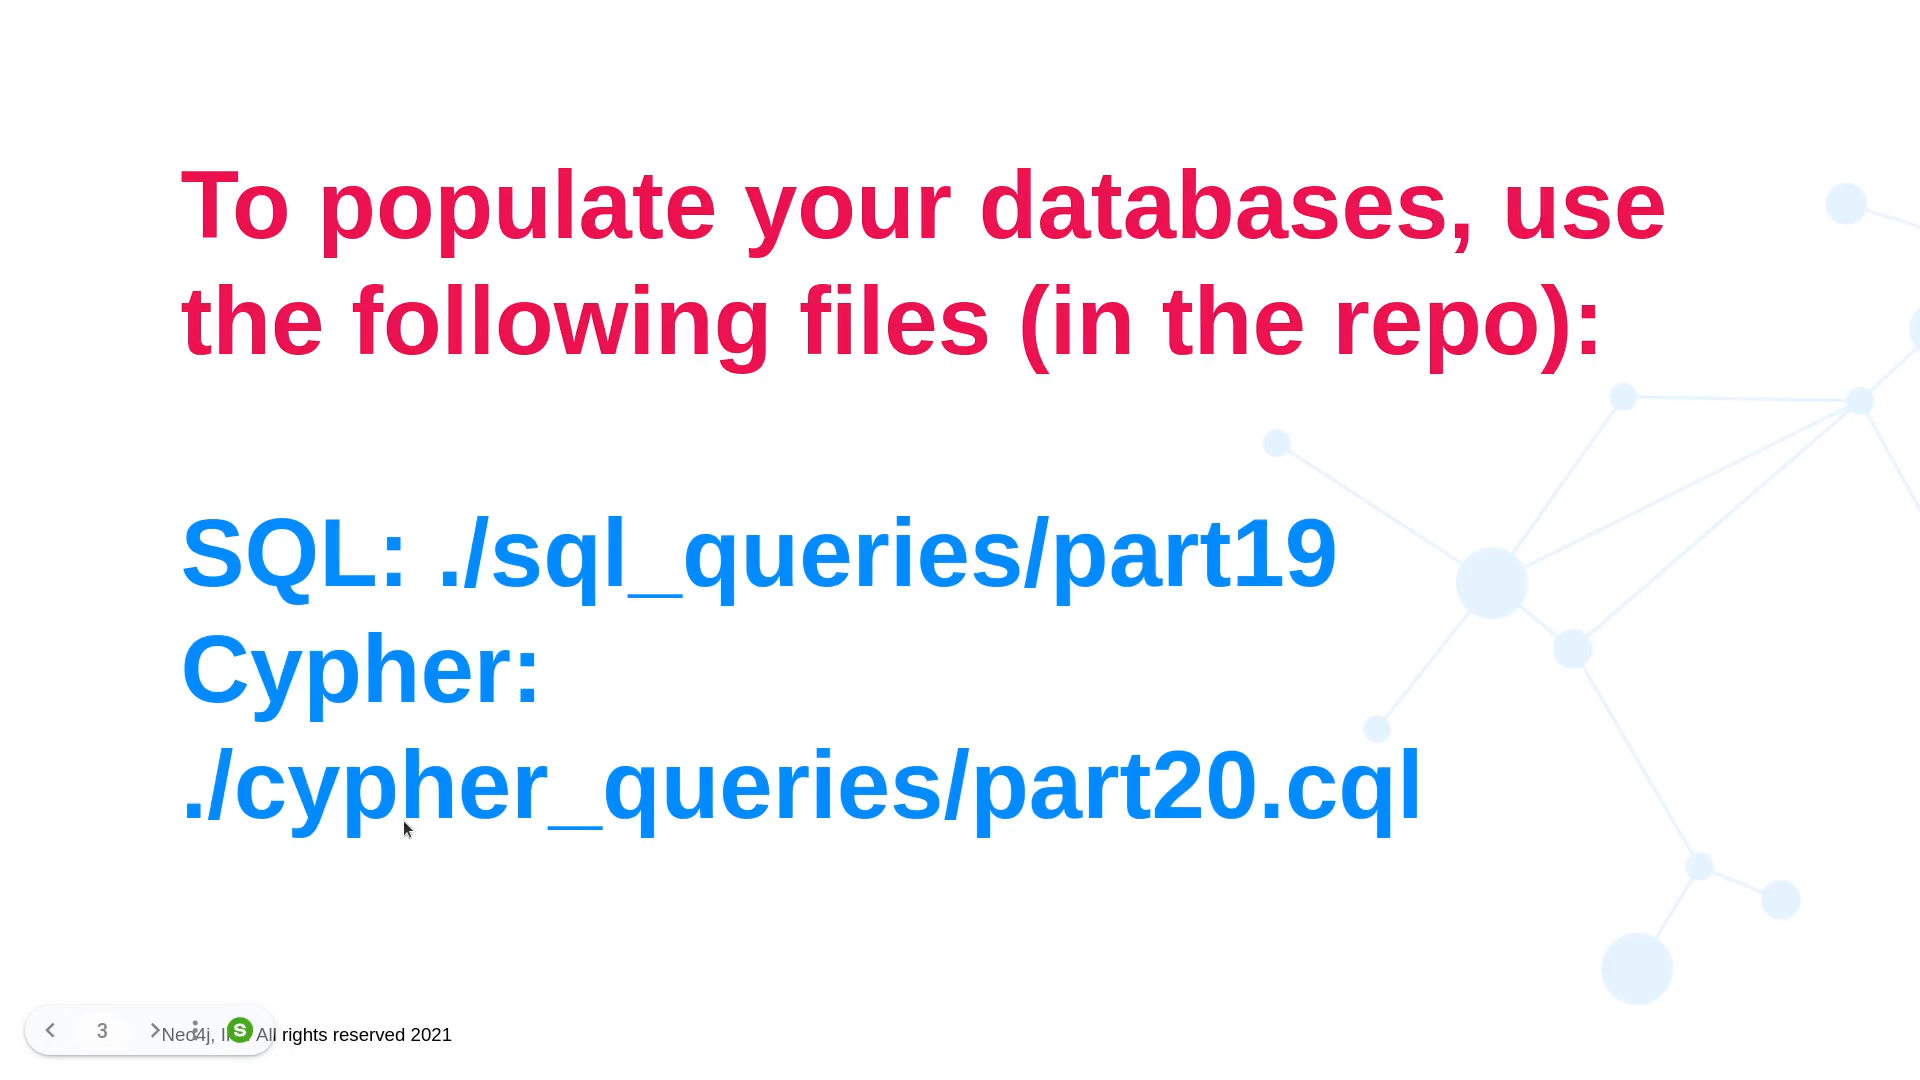 To populate your databases, use
the following files (in the repo):
SQL: ./sql_queries/part19
Cypher:
./cypher_queries/part20.cql
3
S
Neo4j, All rights reserved 2021